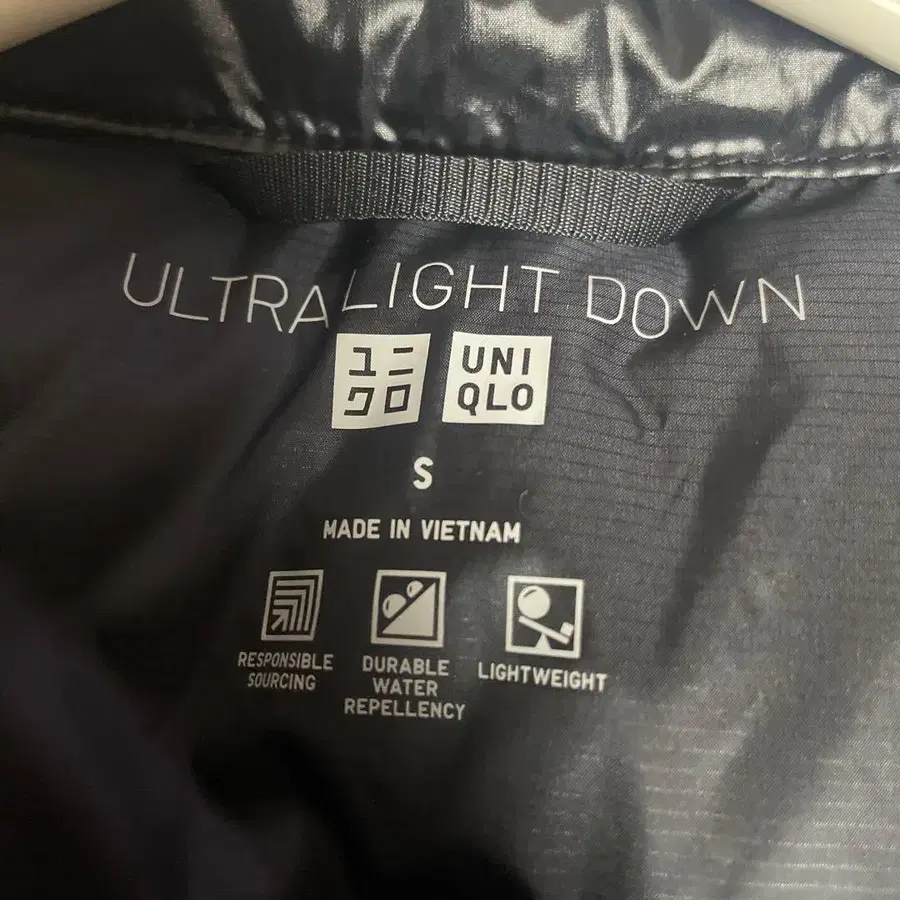 ULTRA LIGHT DOWN
ユニ UNI
クロ QLO
S
MADE IN VIETNAM
RESPONSIBLE
SOURCING
DURABLE
WATER
REPELLENCY
LIGHTWEIGHT